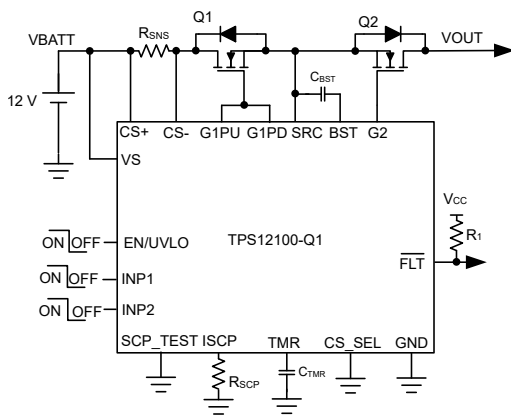 Q1
Q2
VBATT
RSNS
VOUT
CBST
12 V
CS+
CS-
G1PU
G1PD
SRC
BST
G2
VS
VCC
R1
ON
OFF
EN/UVLO
TPS12100-Q1
FLT
ON
OFF
INP1
ON
OFF
INP2
SCP_TEST
ISCP
TMR
CS_SEL
GND
RSCP
CTMR